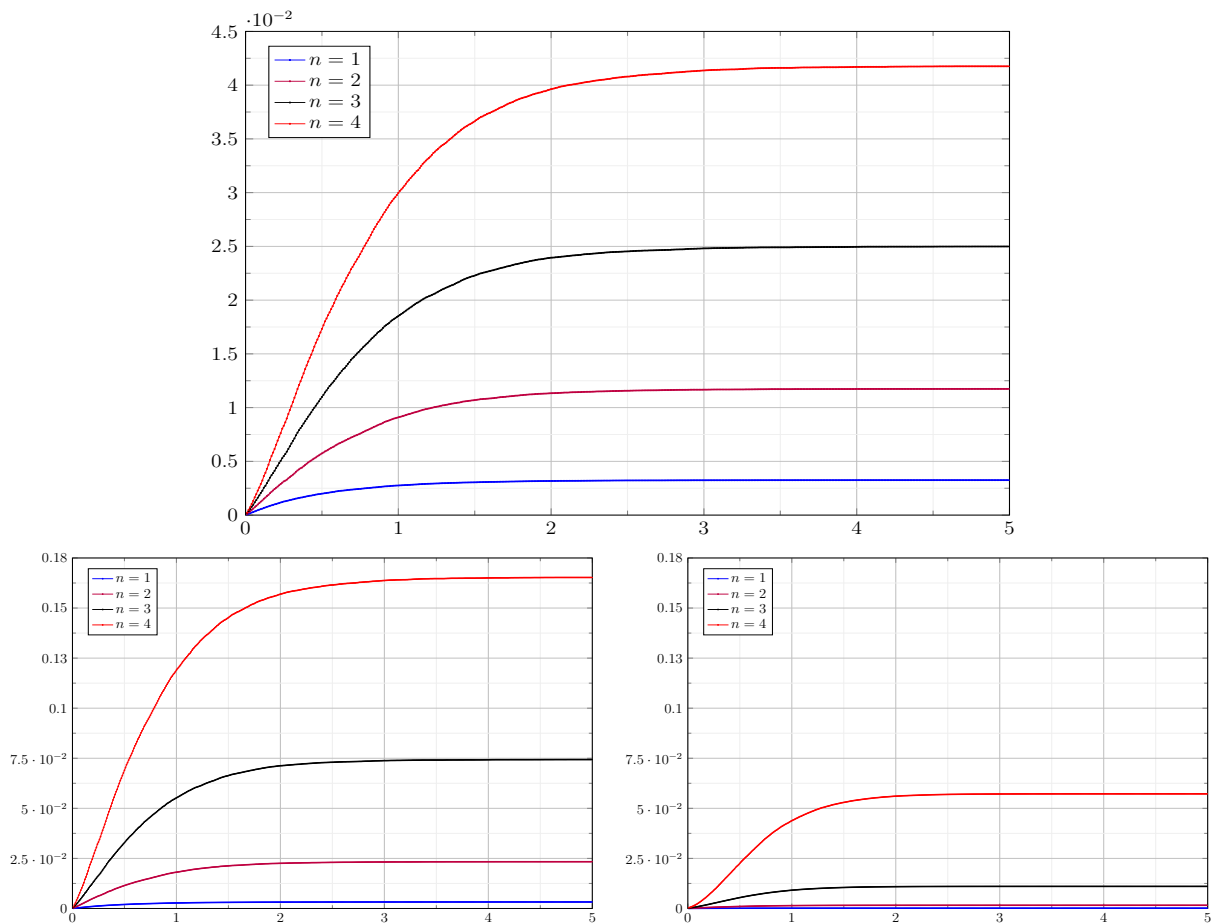 ·10⁻²
4.5
4
3.5
3
2.5
2
1.5
1
0.5
0
n = 1
n = 2
n = 3
n = 4
0 1 2 3 4 5
0.18
0.15
0.13
0.1
7.5 · 10⁻²
5 · 10⁻²
2.5 · 10⁻²
0
n = 1
n = 2
n = 3
n = 4
0 1 2 3 4 5
0.18
0.15
0.13
0.1
7.5 · 10⁻²
5 · 10⁻²
2.5 · 10⁻²
0
n = 1
n = 2
n = 3
n = 4
0 1 2 3 4 5